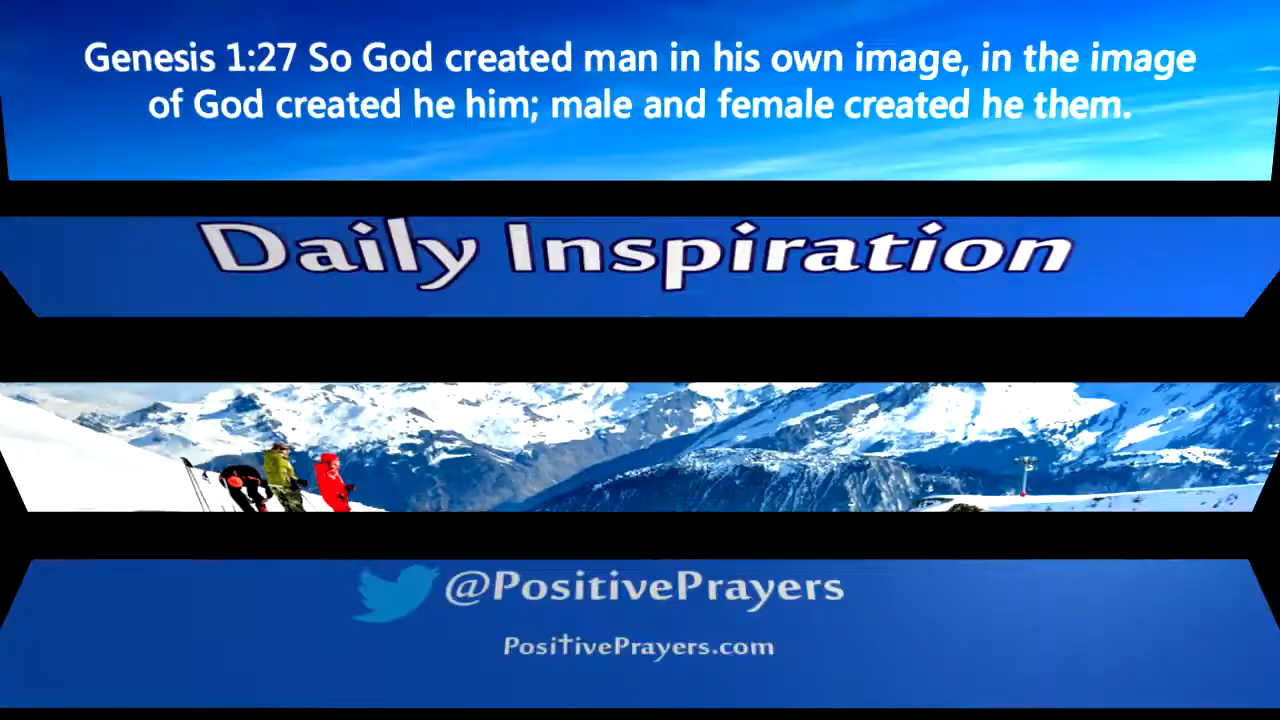 Genesis 1:27 So God created man in his own image, in the image
of God created he him; male and female created he them.
Daily Inspiration
@PositivePrayers
PositivePrayers.com